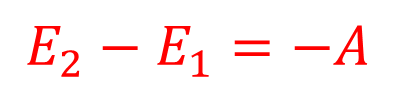 E₂ − E₁ = −A